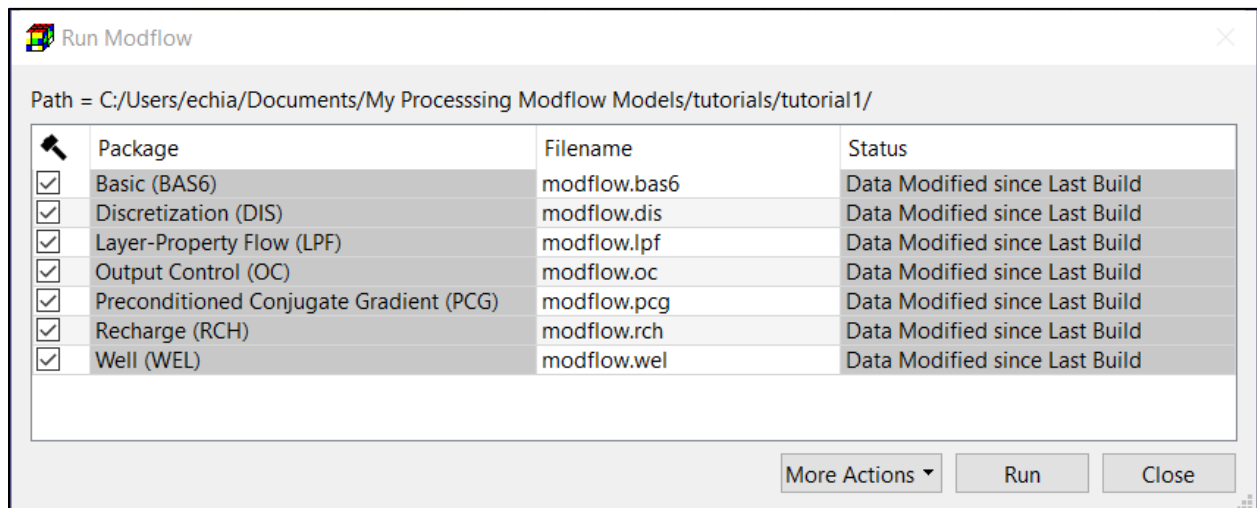 Run Modflow
Path = C:/Users/echia/Documents/My Processsing Modflow Models/tutorials/tutorial1/
Package Filename Status
Basic (BAS6) modflow.bas6 Data Modified since Last Build
Discretization (DIS) modflow.dis Data Modified since Last Build
Layer-Property Flow (LPF) modflow.lpf Data Modified since Last Build
Output Control (OC) modflow.oc Data Modified since Last Build
Preconditioned Conjugate Gradient (PCG) modflow.pcg Data Modified since Last Build
Recharge (RCH) modflow.rch Data Modified since Last Build
Well (WEL) modflow.wel Data Modified since Last Build
More Actions Run Close